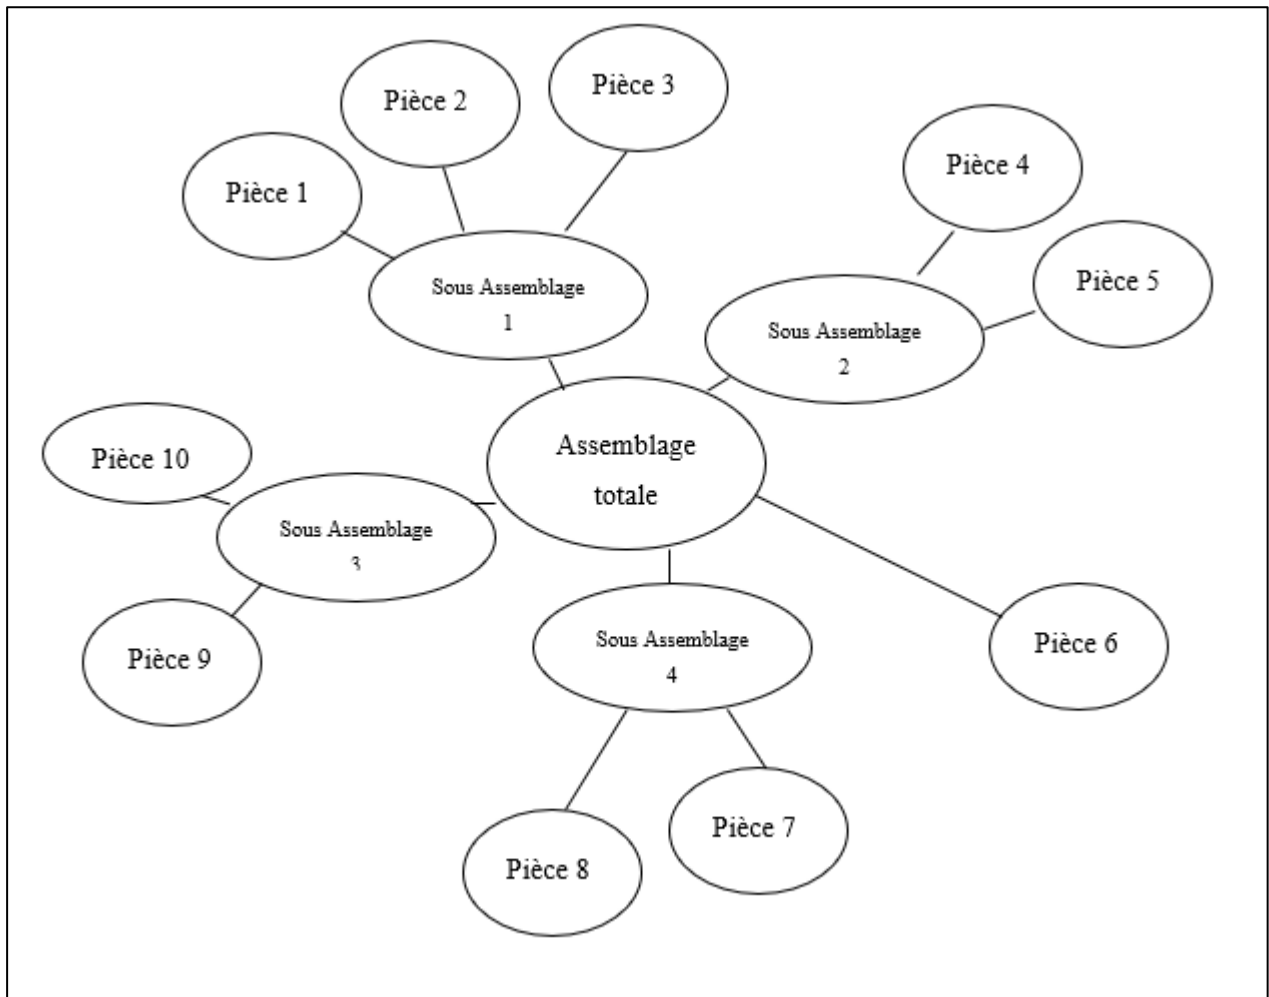 Pièce 3
Pièce 2
Pièce 4
Pièce 1
Pièce 5
Sous Assemblage
1
Sous Assemblage
2
Assemblage
totale
Pièce 10
Sous Assemblage
3
Sous Assemblage
4
Pièce 6
Pièce 9
Pièce 7
Pièce 8